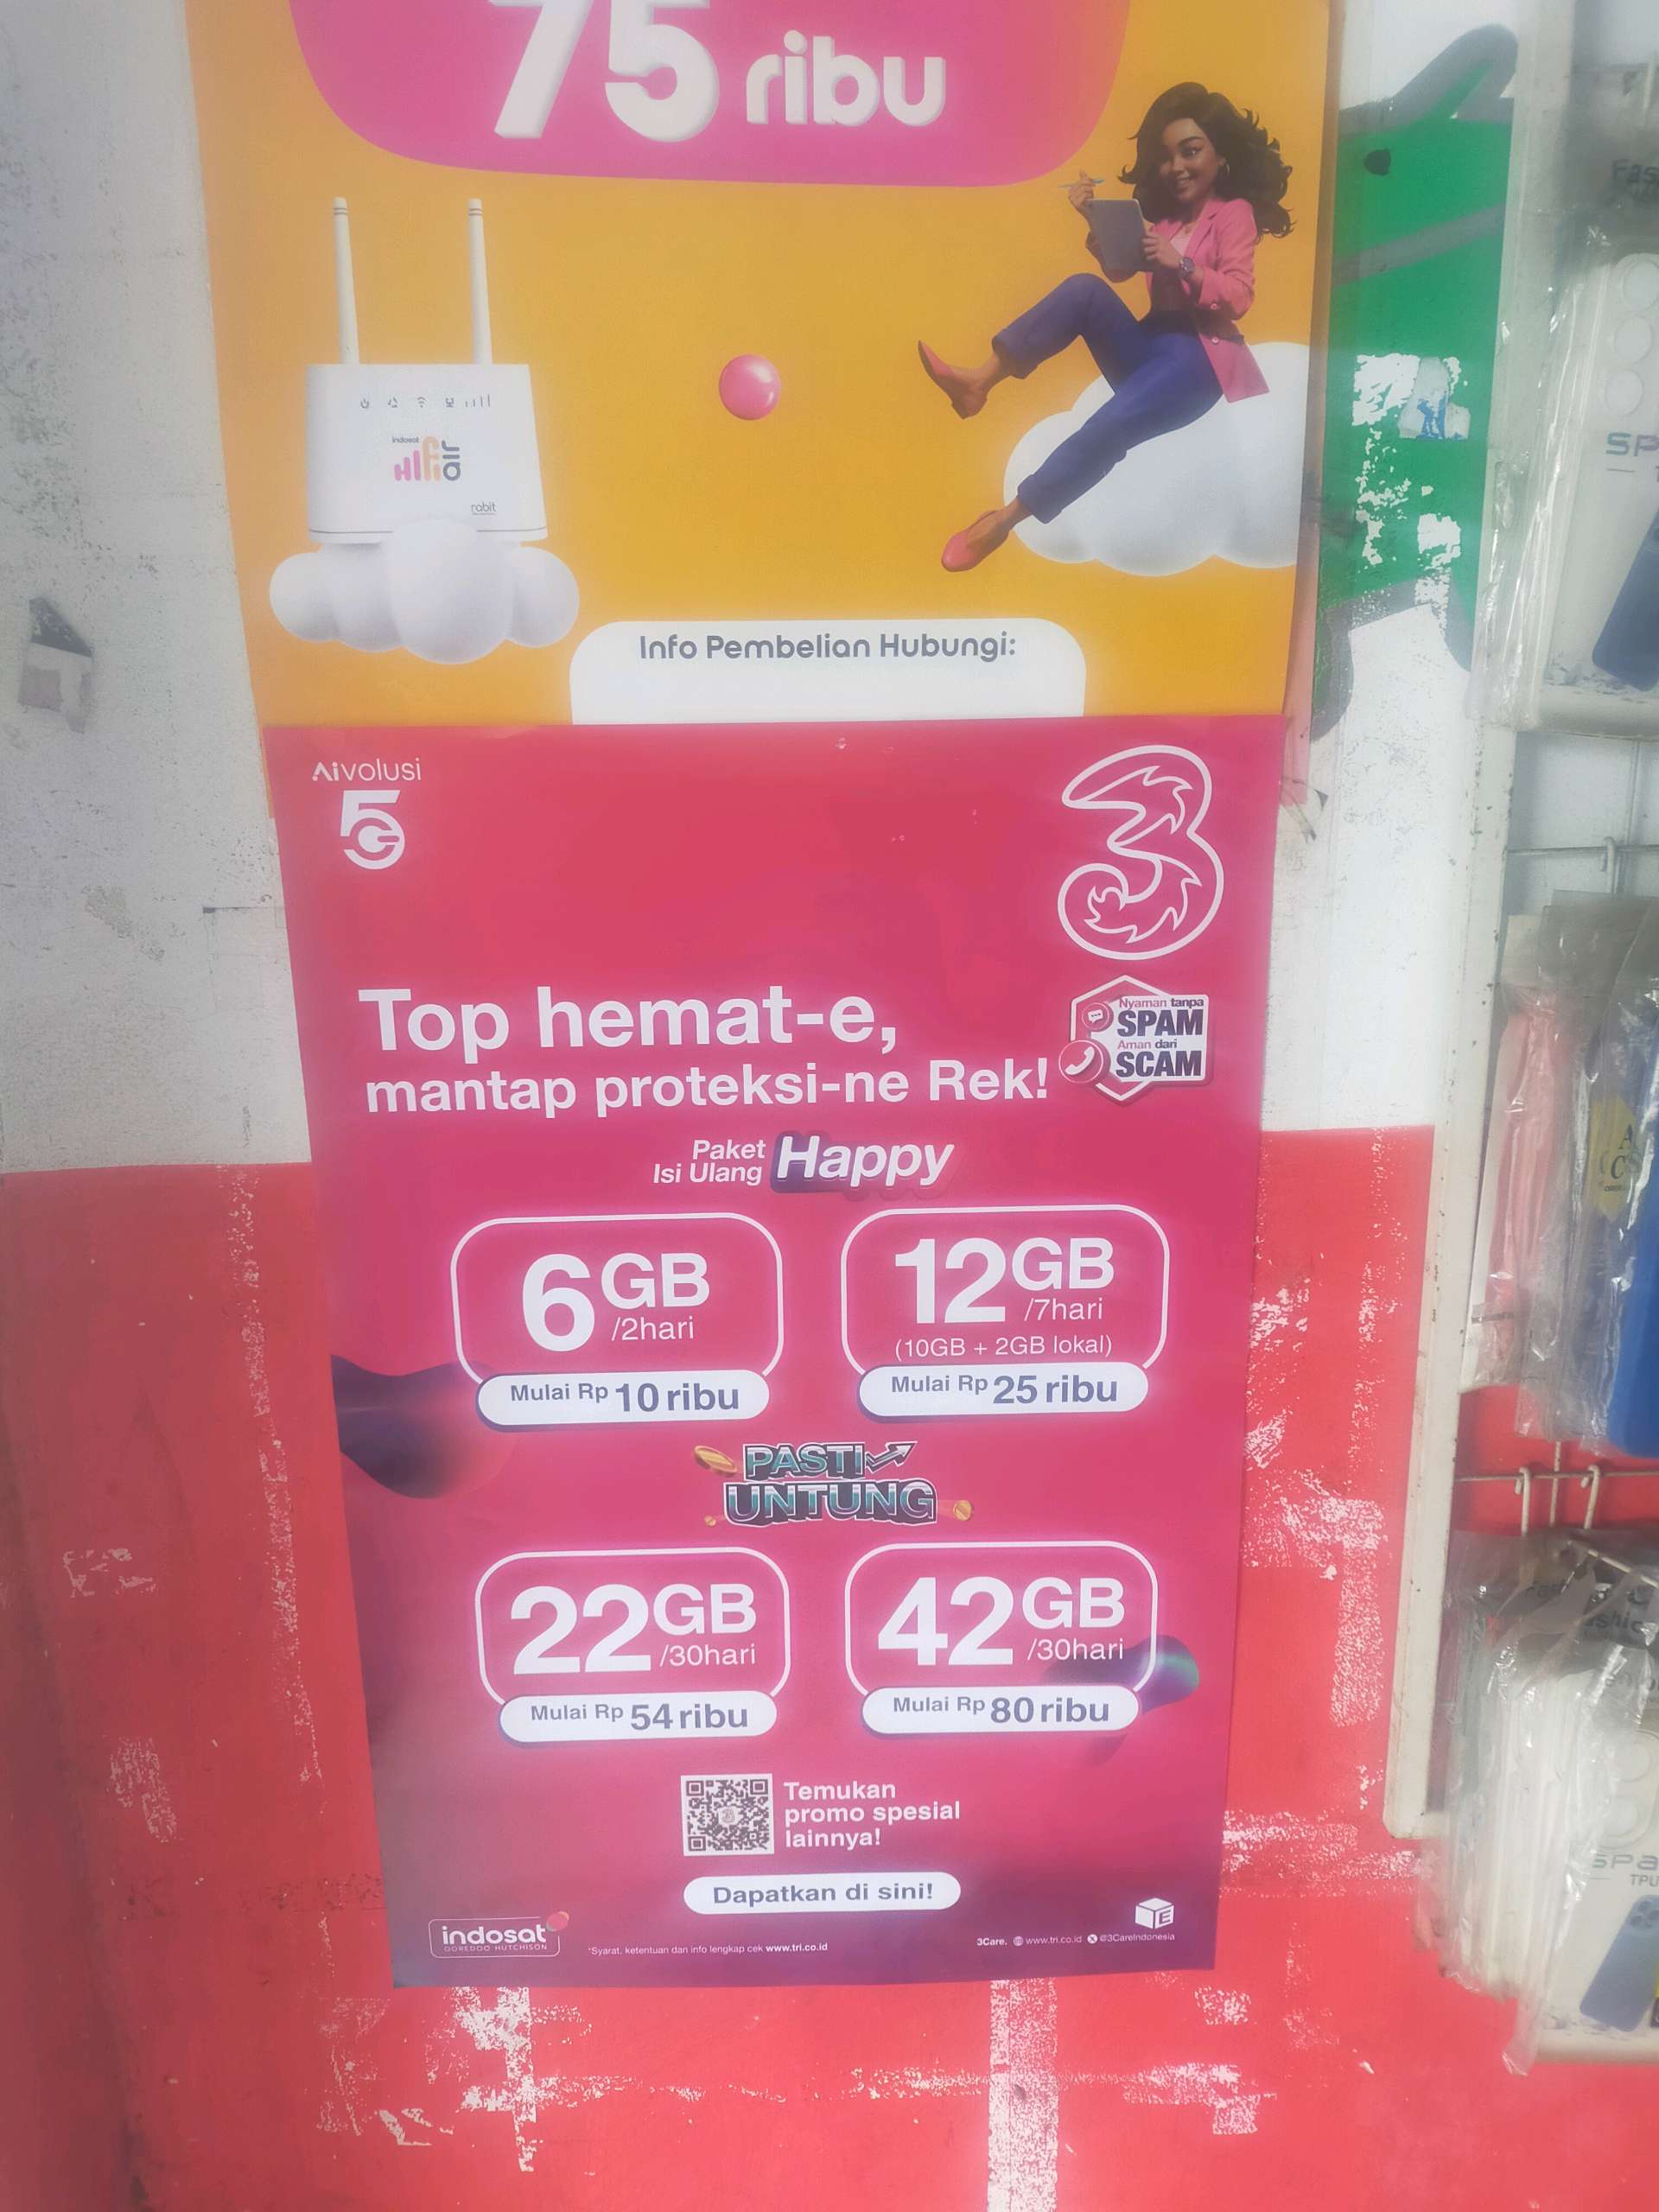 75 ribu
indosat
HiFi air
rabit
Info Pembelian Hubungi:
AIvolusi
5G
3
Top hemat-e,
mantap proteksi-ne Rek!
Nyaman tanpa
SPAM
Aman dari
SCAM
Paket
Isi Ulang
Happy
6GB
/2hari
Mulai Rp 10 ribu
12GB
/7hari
(10GB + 2GB lokal)
Mulai Rp 25 ribu
PASTI
UNTUNG
22GB
/30hari
Mulai Rp 54 ribu
42GB
/30hari
Mulai Rp 80 ribu
Temukan
promo spesial
lainnya!
Dapatkan di sini!
indosat
OOREDOO HUTCHISON
*Syarat, ketentuan dan info lengkap cek www.tri.co.id
3Care. www.tri.co.id @3CareIndonesia
E
TPU